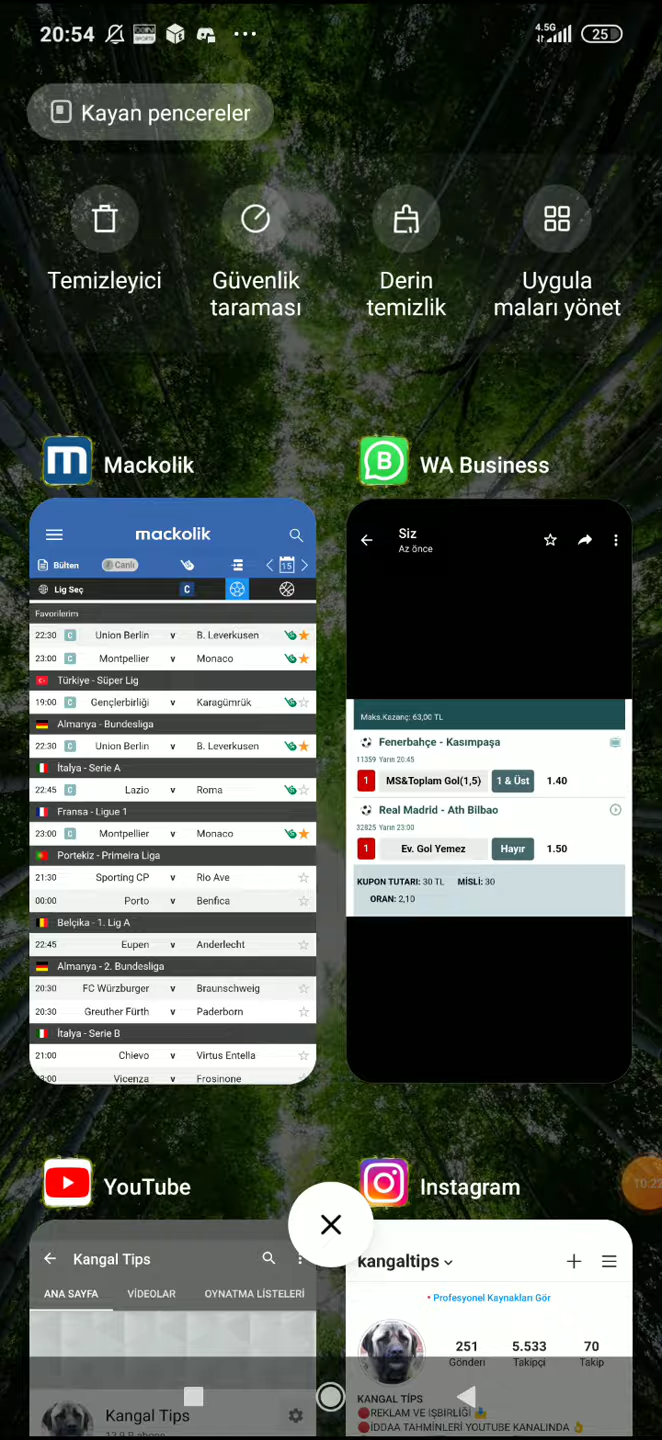 20:54
4.5G
25
Kayan pencereler
Temizleyici
Güvenlik taraması
Derin temizlik
Uygula maları yönet
Mackolik
WA Business
mackolik
Bülten Canlı 15
Lig Seç C
Favorilerim
22:30 C Union Berlin v B. Leverkusen
23:00 C Montpellier v Monaco
Türkiye - Süper Lig
19:00 C Gençlerbirliği v Karagümrük
Almanya - Bundesliga
22:30 C Union Berlin v B. Leverkusen
İtalya - Serie A
22:45 C Lazio v Roma
Fransa - Ligue 1
23:00 C Montpellier v Monaco
Portekiz - Primeira Liga
21:30 Sporting CP v Rio Ave
00:00 Porto v Benfica
Belçika - 1. Lig A
22:45 Eupen v Anderlecht
Almanya - 2. Bundesliga
20:30 FC Würzburger v Braunschweig
20:30 Greuther Fürth v Paderborn
İtalya - Serie B
21:00 Chievo v Virtus Entella
Vicenza v Frosinone
Siz
Az önce
Maks.Kazanç: 63,00 TL
Fenerbahçe - Kasımpaşa
11359 Yarın 20:45
1 MS&Toplam Gol(1,5) 1 & Üst 1.40
Real Madrid - Ath Bilbao
32825 Yarın 23:00
1 Ev. Gol Yemez Hayır 1.50
KUPON TUTARI: 30 TL MİSLİ: 30
ORAN: 2,10
YouTube
Instagram
Kangal Tips
ANA SAYFA VİDEOLAR OYNATMA LİSTELERİ
Kangal Tips
kangaltips
• Profesyonel Kaynakları Gör
251 5.533 70
Gönderi Takipçi Takip
KANGAL TİPS
REKLAM VE IŞBIRLIĞI
İDDAA TAHMİNLERİ YOUTUBE KANALINDA